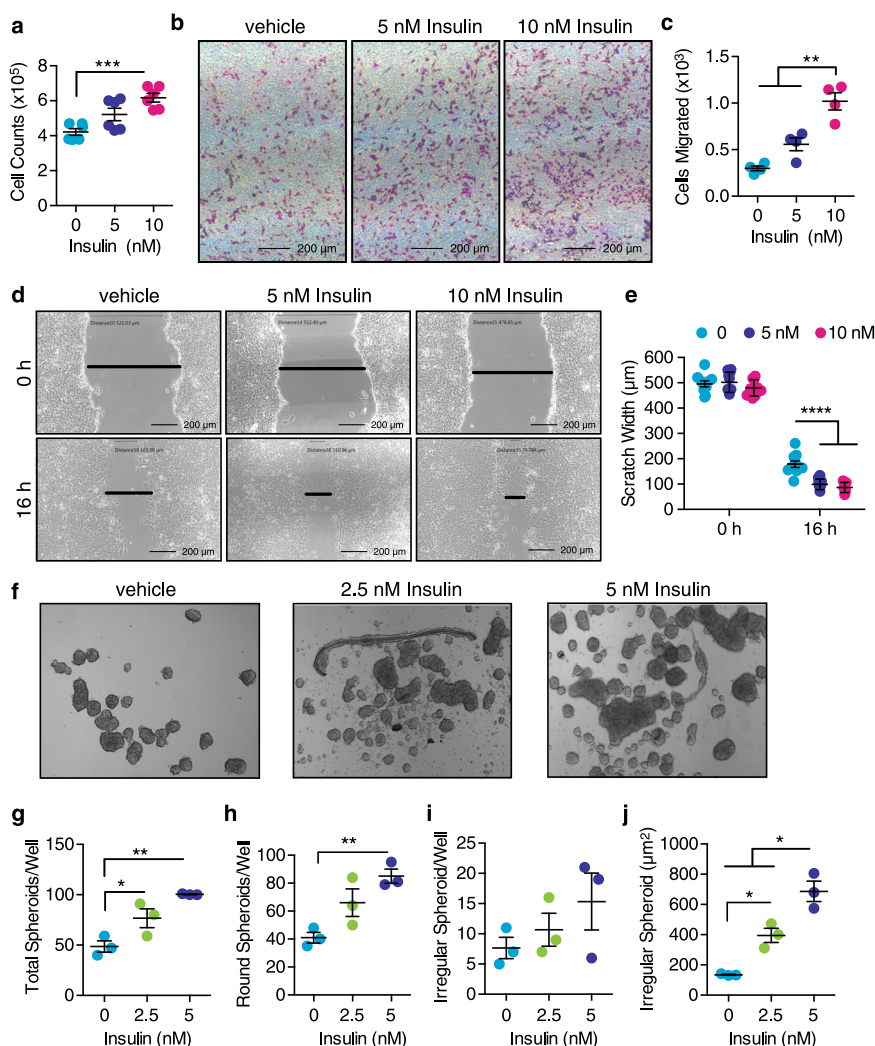 a
Cell Counts (x10⁵)
8
6
4
2
0
***
0 5 10
Insulin (nM)
b
vehicle 5 nM Insulin 10 nM Insulin
200 µm 200 µm 200 µm
c
Cells Migrated (x10³)
1.5
1.0
0.5
0.0
**
0 5 10
Insulin (nM)
d
vehicle 5 nM Insulin 10 nM Insulin
0 h
200 µm 200 µm 200 µm
16 h
200 µm 200 µm 200 µm
e
0 5 nM 10 nM
Scratch Width (µm)
600
500
400
300
200
100
0
****
0 h 16 h
f
vehicle 2.5 nM Insulin 5 nM Insulin
g
Total Spheroids/Well
150
100
50
0
**
*
0 2.5 5
Insulin (nM)
h
Round Spheroids/Well
100
80
60
40
20
0
**
0 2.5 5
Insulin (nM)
i
Irregular Spheroid/Well
25
20
15
10
5
0
0 2.5 5
Insulin (nM)
j
Irregular Spheroid (µm²)
1000
800
600
400
200
0
*
*
0 2.5 5
Insulin (nM)